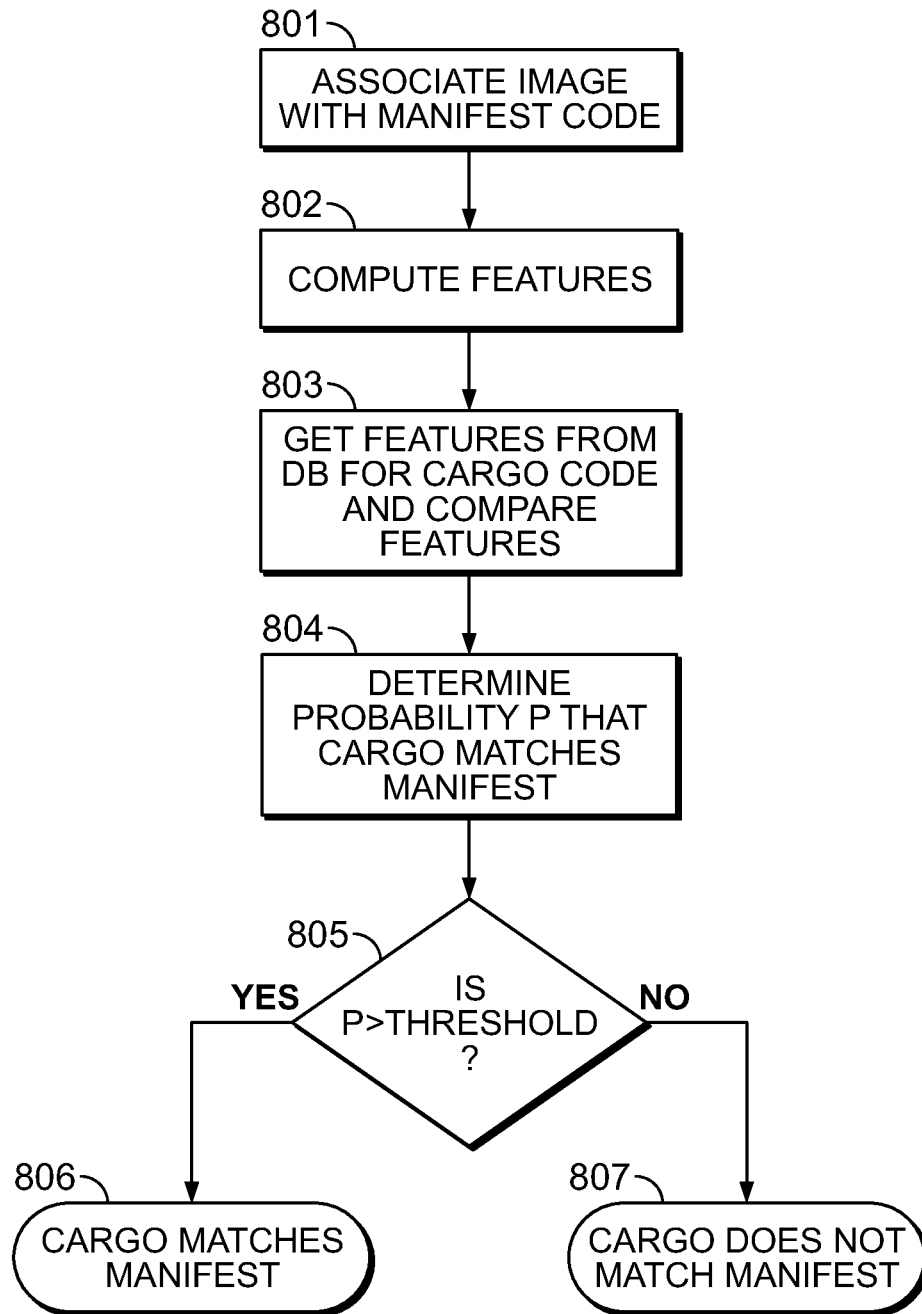 801
ASSOCIATE IMAGE
WITH MANIFEST CODE
802
COMPUTE FEATURES
803
GET FEATURES FROM
DB FOR CARGO CODE
AND COMPARE
FEATURES
804
DETERMINE
PROBABILITY P THAT
CARGO MATCHES
MANIFEST
805
IS
P>THRESHOLD
?
YES
NO
806
CARGO MATCHES
MANIFEST
807
CARGO DOES NOT
MATCH MANIFEST